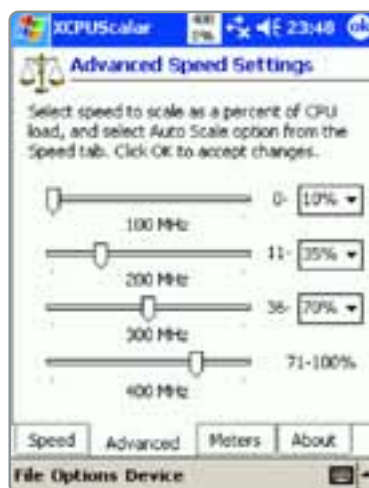 XCPUScalar 23:48 ok
Advanced Speed Settings
Select speed to scale as a percent of CPU
load, and select Auto Scale option from the
Speed tab. Click OK to accept changes.
0- 10%
100 MHz
11- 35%
200 MHz
36- 70%
300 MHz
71-100%
400 MHz
Speed Advanced Meters About
File Options Device